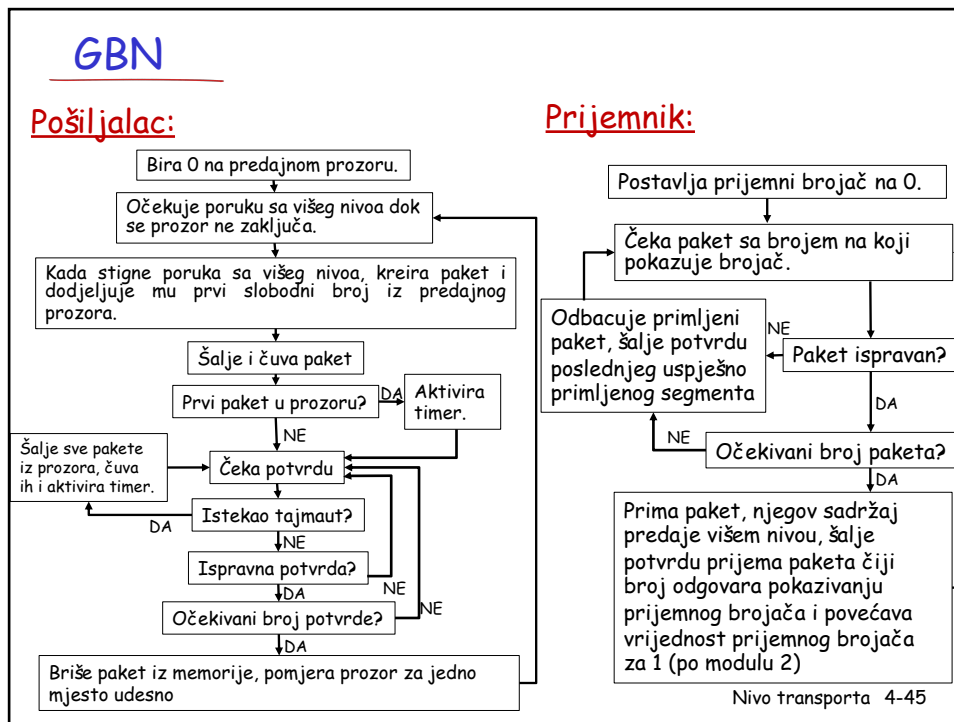 GBN
Pošiljalac:
Bira 0 na predajnom prozoru.
Očekuje poruku sa višeg nivoa dok
se prozor ne zaključa.
Kada stigne poruka sa višeg nivoa, kreira paket i
dodjeljuje mu prvi slobodni broj iz predajnog
prozora.
Šalje i čuva paket
Prvi paket u prozoru?
DA
Aktivira
timer.
NE
Šalje sve pakete
iz prozora, čuva
ih i aktivira timer.
Čeka potvrdu
Istekao tajmaut?
DA
NE
Ispravna potvrda?
NE
DA
Očekivani broj potvrde?
NE
DA
Briše paket iz memorije, pomjera prozor za jedno
mjesto udesno
Prijemnik:
Postavlja prijemni brojač na 0.
Čeka paket sa brojem na koji
pokazuje brojač.
Odbacuje primljeni
paket, šalje potvrdu
poslednjeg uspješno
primljenog segmenta
NE
Paket ispravan?
DA
NE
Očekivani broj paketa?
DA
Prima paket, njegov sadržaj
predaje višem nivou, šalje
potvrdu prijema paketa čiji
broj odgovara pokazivanju
prijemnog brojača i povećava
vrijednost prijemnog brojača
za 1 (po modulu 2)
Nivo transporta 4-45